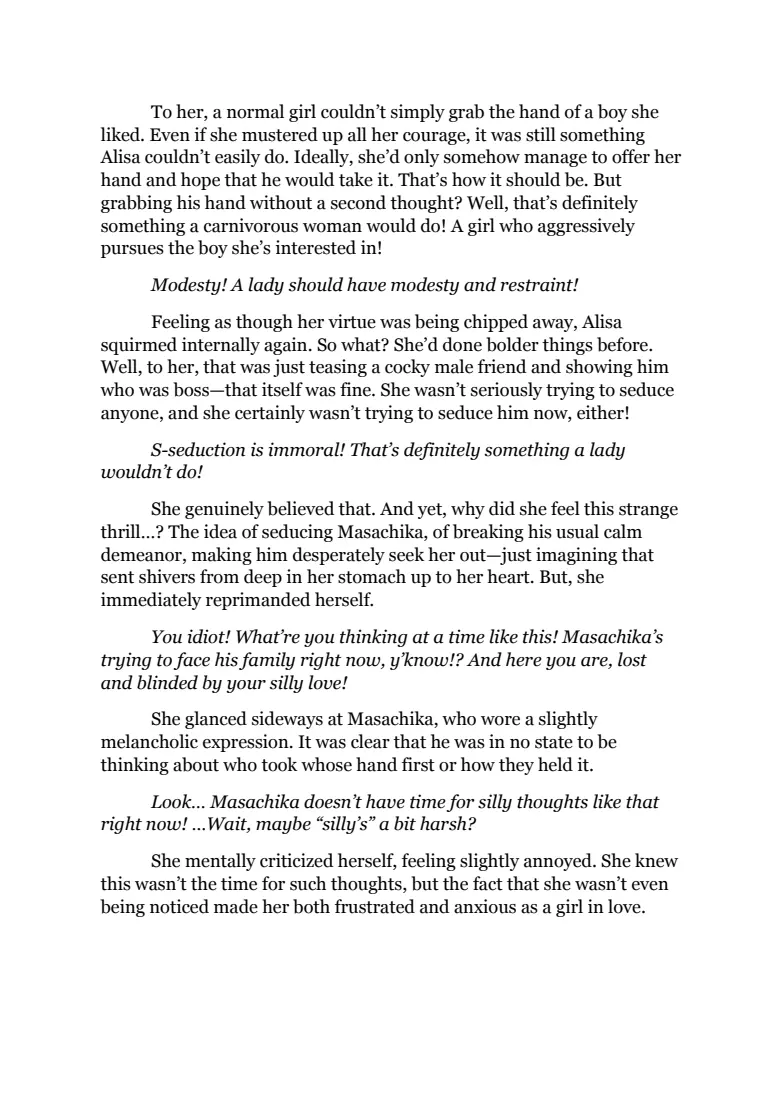 To her, a normal girl couldn’t simply grab the hand of a boy she
liked. Even if she mustered up all her courage, it was still something
Alisa couldn’t easily do. Ideally, she’d only somehow manage to offer her
hand and hope that he would take it. That’s how it should be. But
grabbing his hand without a second thought? Well, that’s definitely
something a carnivorous woman would do! A girl who aggressively
pursues the boy she’s interested in!
Modesty! A lady should have modesty and restraint!
Feeling as though her virtue was being chipped away, Alisa
squirmed internally again. So what? She’d done bolder things before.
Well, to her, that was just teasing a cocky male friend and showing him
who was boss—that itself was fine. She wasn’t seriously trying to seduce
anyone, and she certainly wasn’t trying to seduce him now, either!
S-seduction is immoral! That’s definitely something a lady
wouldn’t do!
She genuinely believed that. And yet, why did she feel this strange
thrill…? The idea of seducing Masachika, of breaking his usual calm
demeanor, making him desperately seek her out—just imagining that
sent shivers from deep in her stomach up to her heart. But, she
immediately reprimanded herself.
You idiot! What’re you thinking at a time like this! Masachika’s
trying to face his family right now, y’know!? And here you are, lost
and blinded by your silly love!
She glanced sideways at Masachika, who wore a slightly
melancholic expression. It was clear that he was in no state to be
thinking about who took whose hand first or how they held it.
Look… Masachika doesn’t have time for silly thoughts like that
right now! …Wait, maybe “silly’s” a bit harsh?
She mentally criticized herself, feeling slightly annoyed. She knew
this wasn’t the time for such thoughts, but the fact that she wasn’t even
being noticed made her both frustrated and anxious as a girl in love.